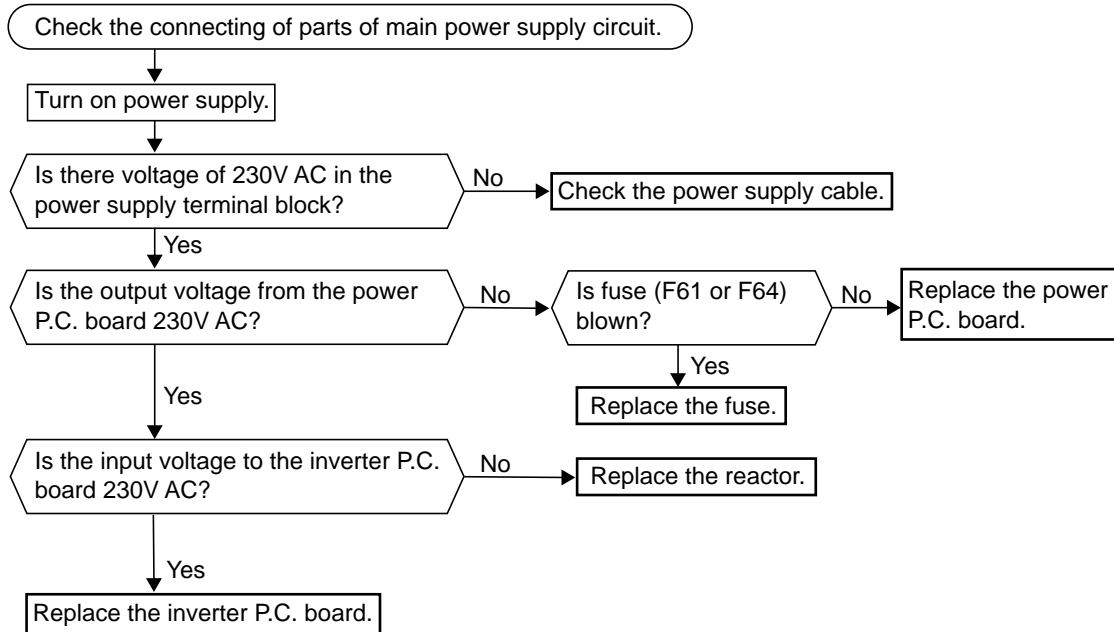 Check the connecting of parts of main power supply circuit.
Turn on power supply.
Is there voltage of 230V AC in the
power supply terminal block?
No
Check the power supply cable.
Yes
Is the output voltage from the power
P.C. board 230V AC?
No
Is fuse (F61 or F64)
blown?
No
Replace the power
P.C. board.
Yes
Replace the fuse.
Yes
Is the input voltage to the inverter P.C.
board 230V AC?
No
Replace the reactor.
Yes
Replace the inverter P.C. board.